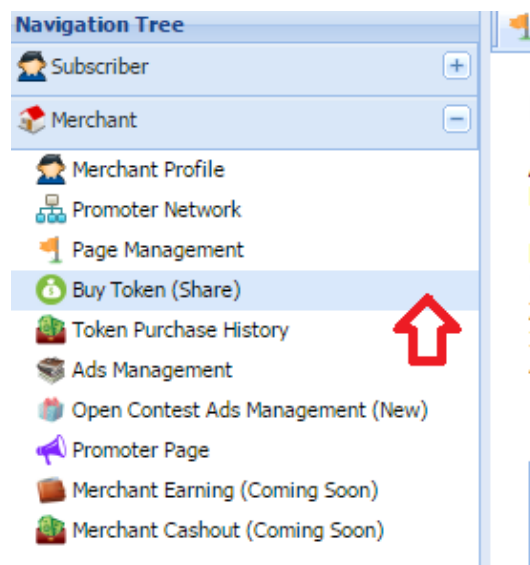 Navigation Tree
Subscriber
Merchant
Merchant Profile
Promoter Network
Page Management
Buy Token (Share)
Token Purchase History
Ads Management
Open Contest Ads Management (New)
Promoter Page
Merchant Earning (Coming Soon)
Merchant Cashout (Coming Soon)